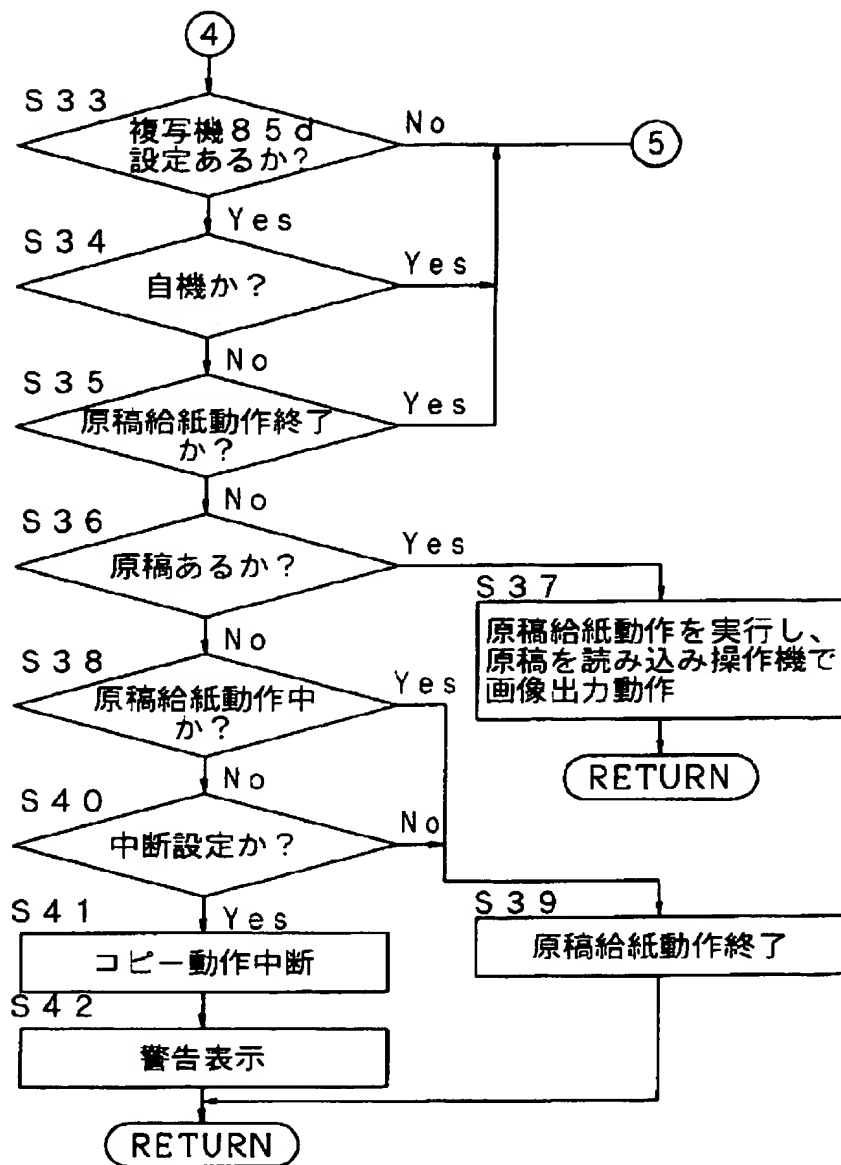 4
S33
複写機85d
設定あるか?
No
5
Yes
S34
自機か?
Yes
No
S35
原稿給紙動作終了
か?
Yes
No
S36
原稿あるか?
Yes
S37
原稿給紙動作を実行し、
原稿を読み込み操作機で
画像出力動作
RETURN
No
S38
原稿給紙動作中
か?
Yes
No
S40
中断設定か?
No
S39
原稿給紙動作終了
Yes
S41
コピー動作中断
S42
警告表示
RETURN